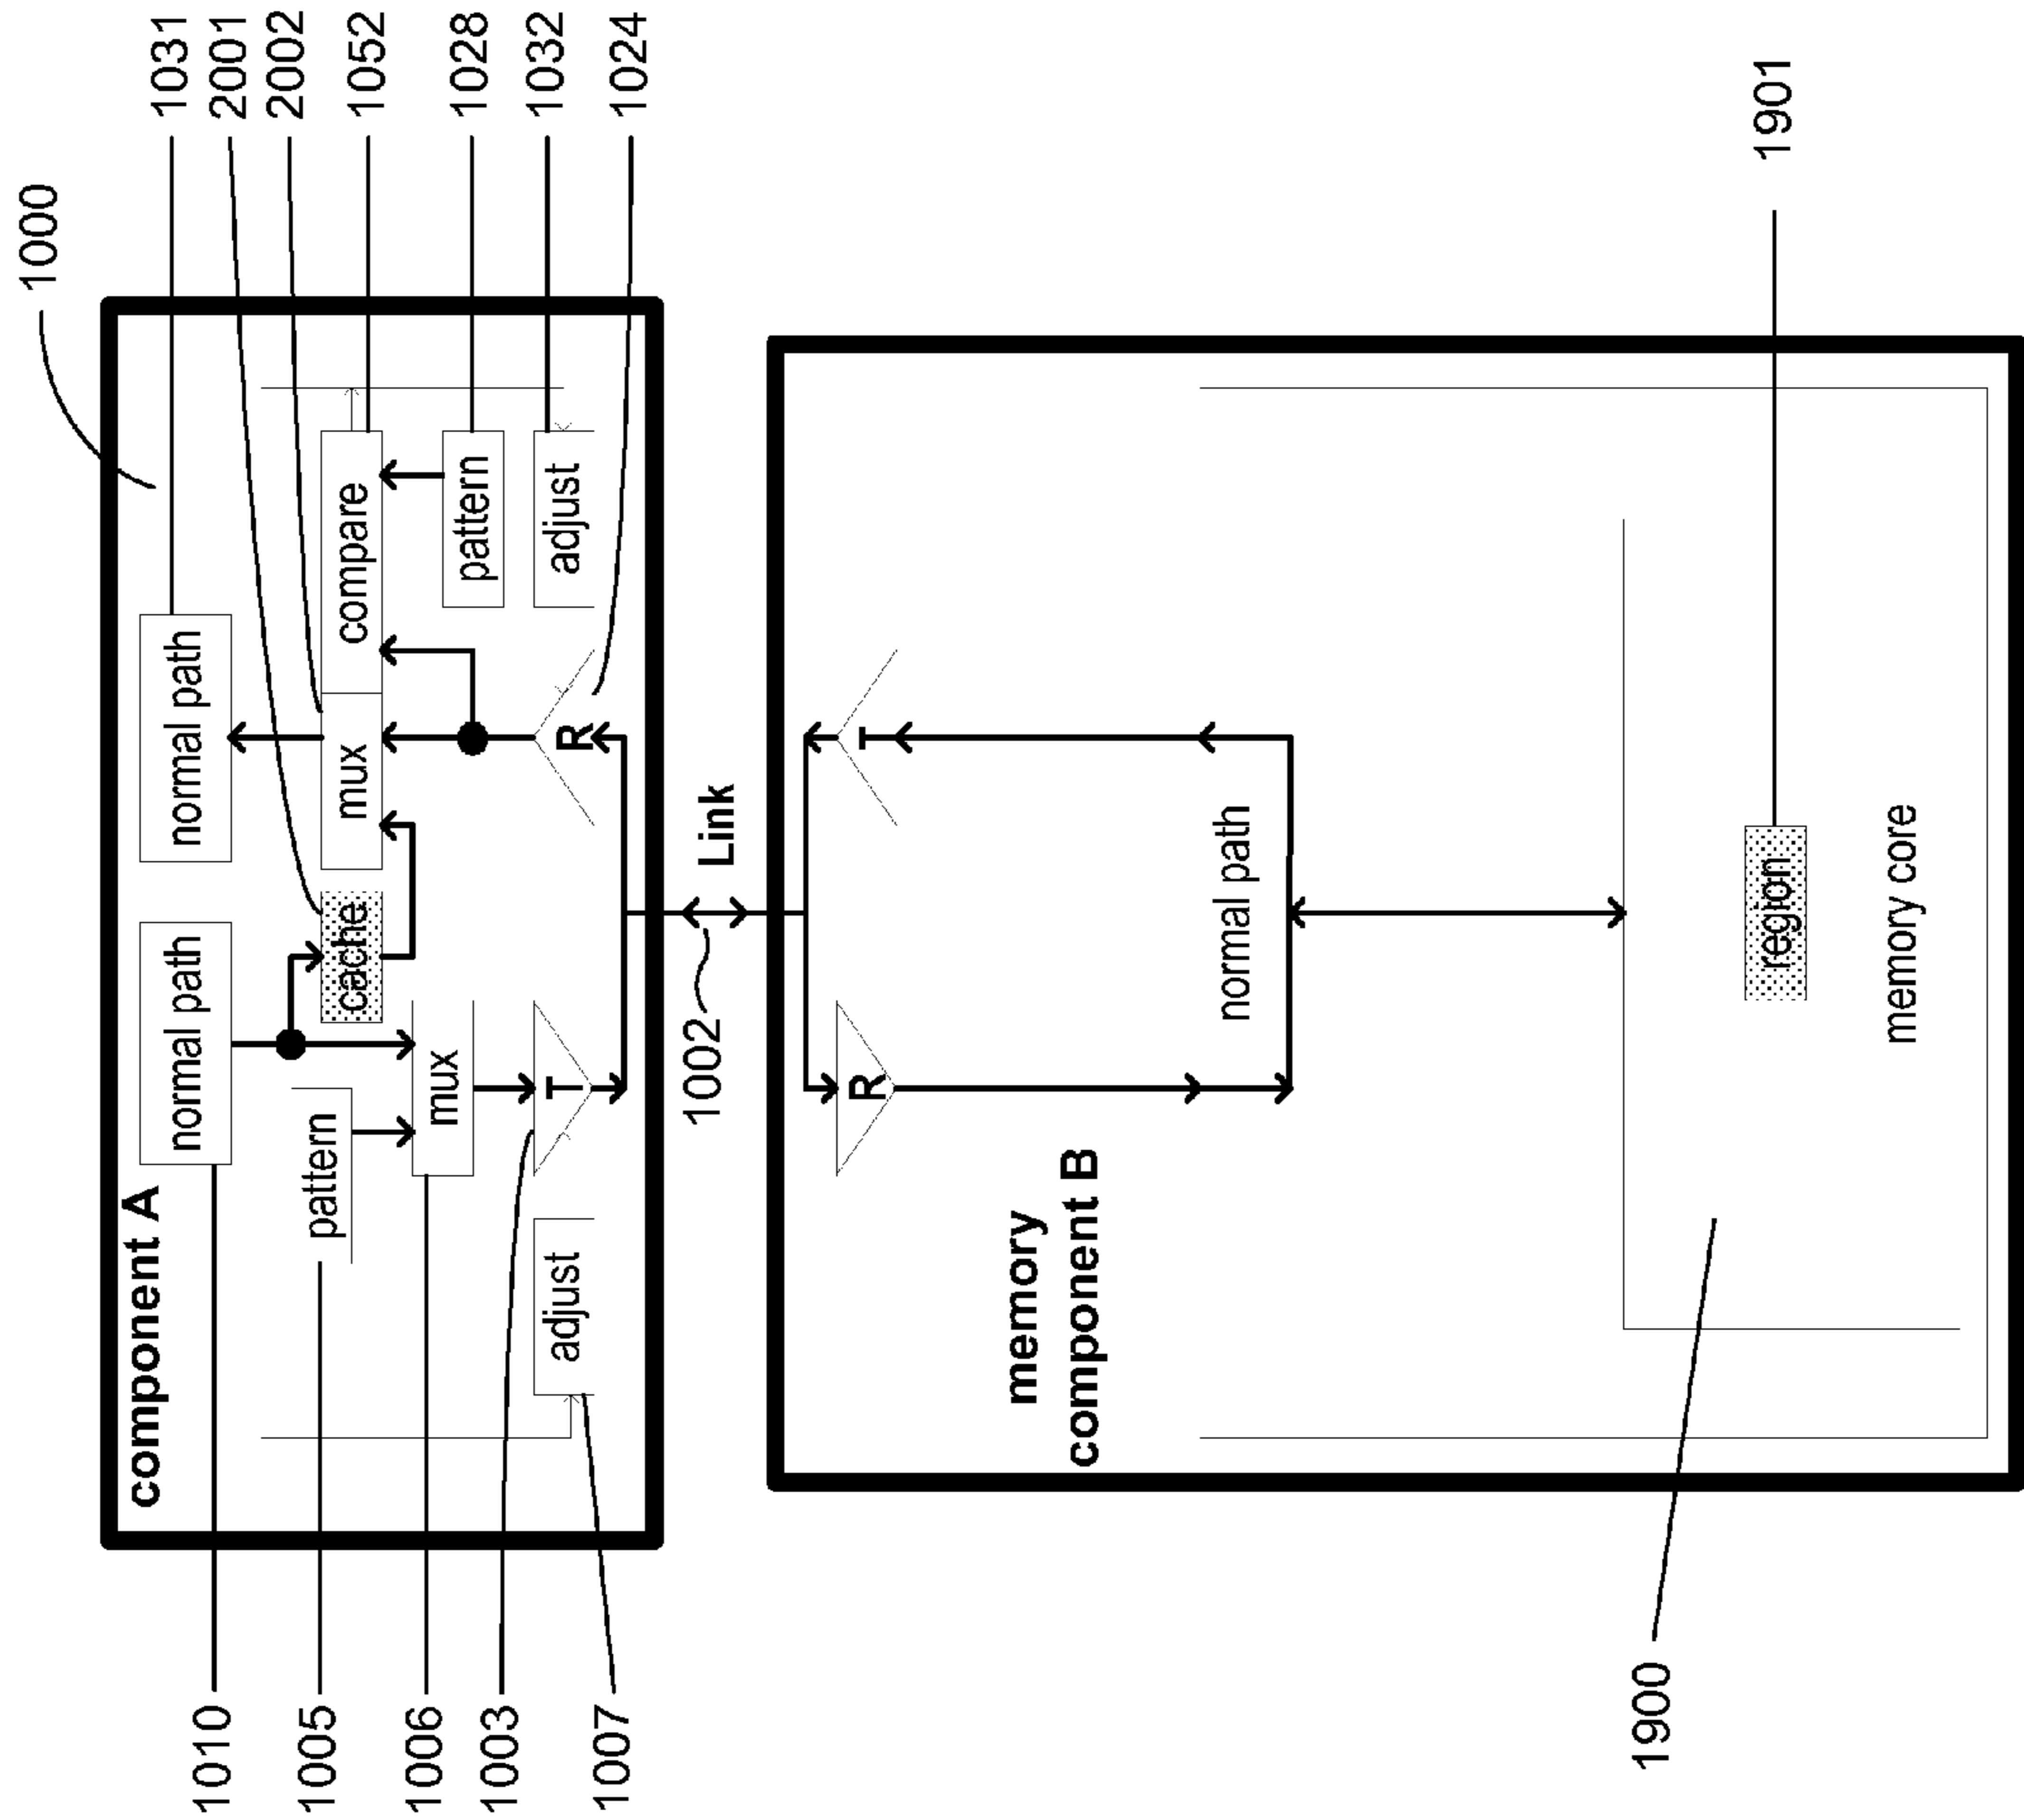 1000
1031
2001
2002
1052
1028
1032
1024
1901
component A
normal path
normal path
pattern
cache
mux
compare
mux
pattern
T
R
adjust
adjust
Link
1002
R
T
memory
component B
normal path
region
memory core
1010
1005
1006
1003
1007
1900